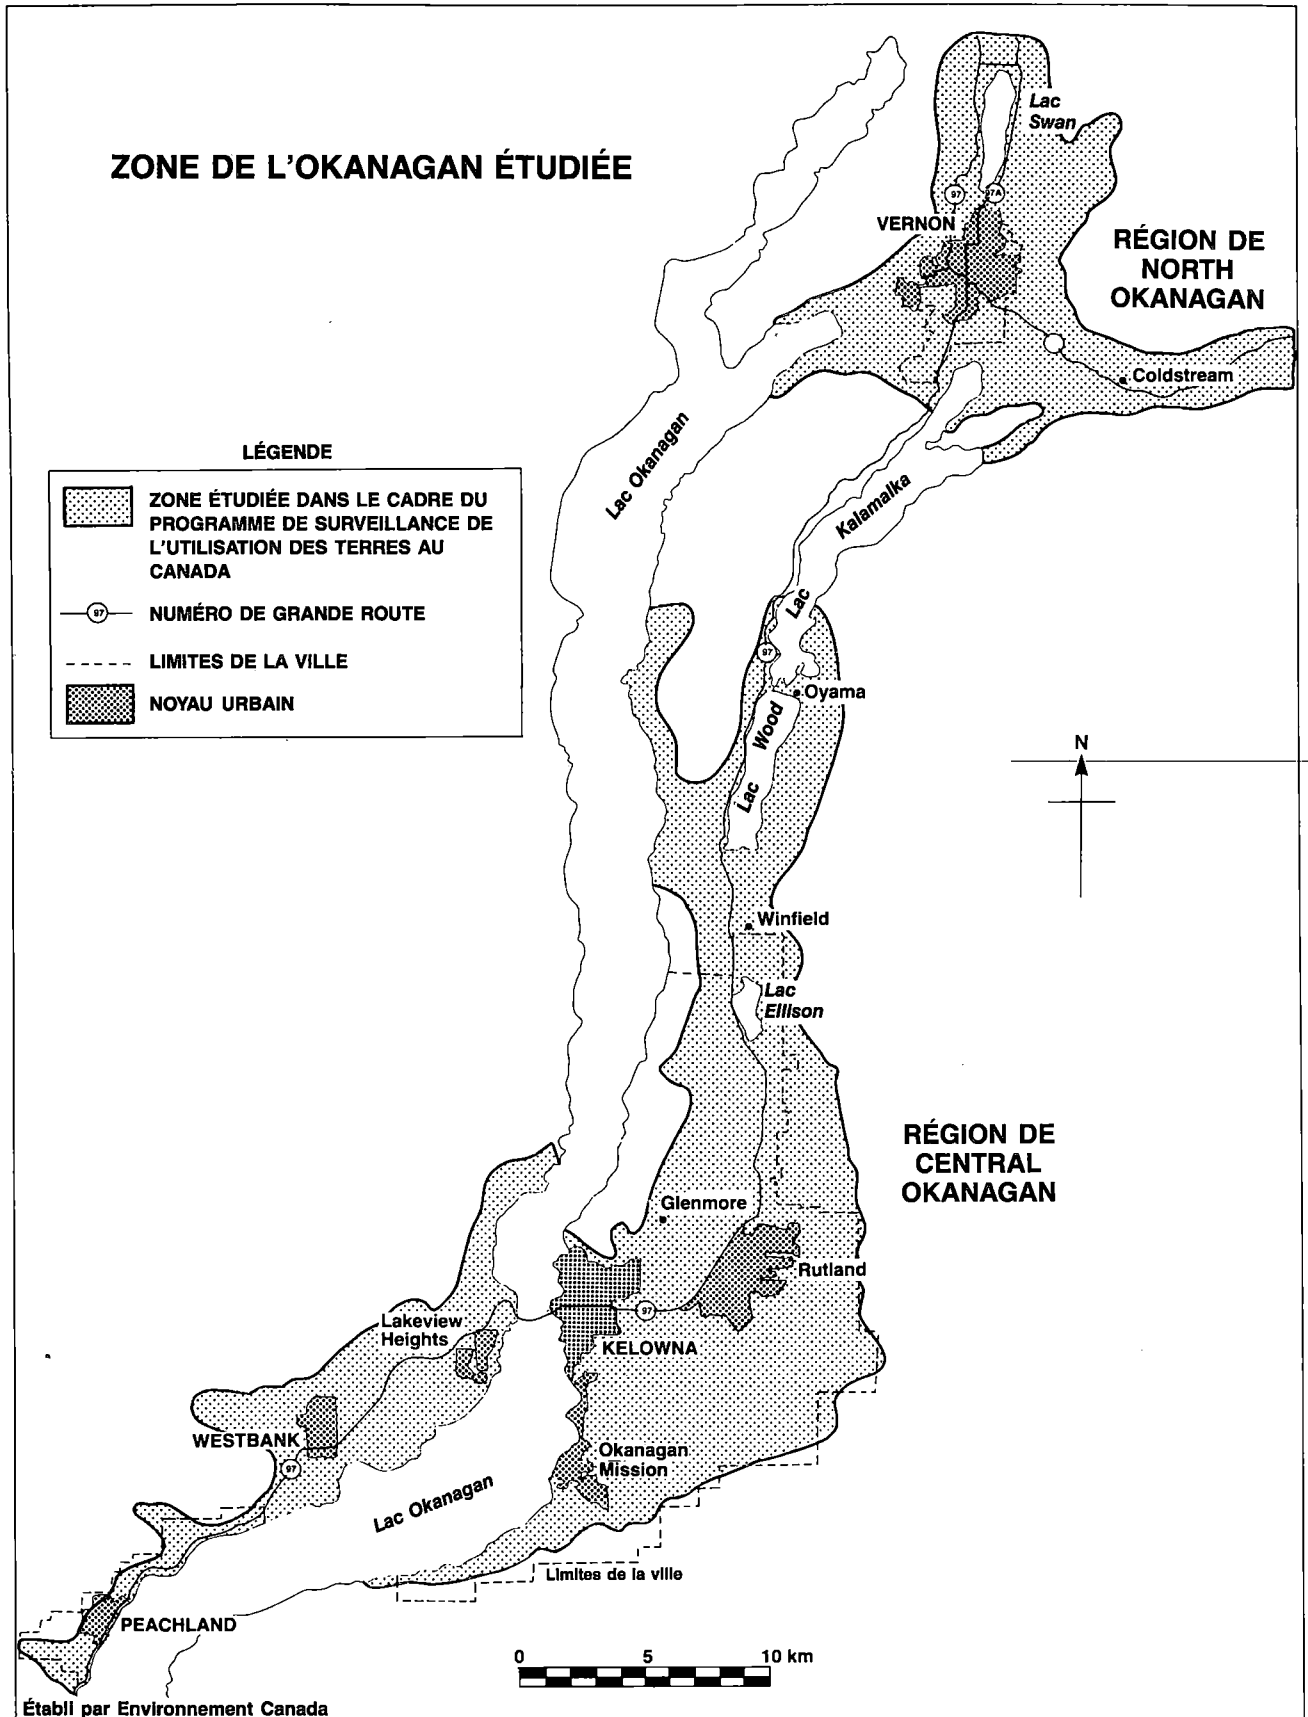 ZONE DE L'OKANAGAN ÉTUDIÉE
Lac
Swan
97
97A
VERNON
RÉGION DE
NORTH
OKANAGAN
Coldstream
Lac Okanagan
Kalamalka
Lac
LÉGENDE
ZONE ÉTUDIÉE DANS LE CADRE DU
PROGRAMME DE SURVEILLANCE DE
L'UTILISATION DES TERRES AU
CANADA
97
NUMÉRO DE GRANDE ROUTE
LIMITES DE LA VILLE
NOYAU URBAIN
97
Oyama
Lac Wood
N
Winfield
Lac
Ellison
RÉGION DE
CENTRAL
OKANAGAN
Glenmore
Rutland
97
Lakeview
Heights
KELOWNA
WESTBANK
97
Okanagan
Mission
Lac Okanagan
Limites de la ville
PEACHLAND
0 5 10 km
Établi par Environnement Canada